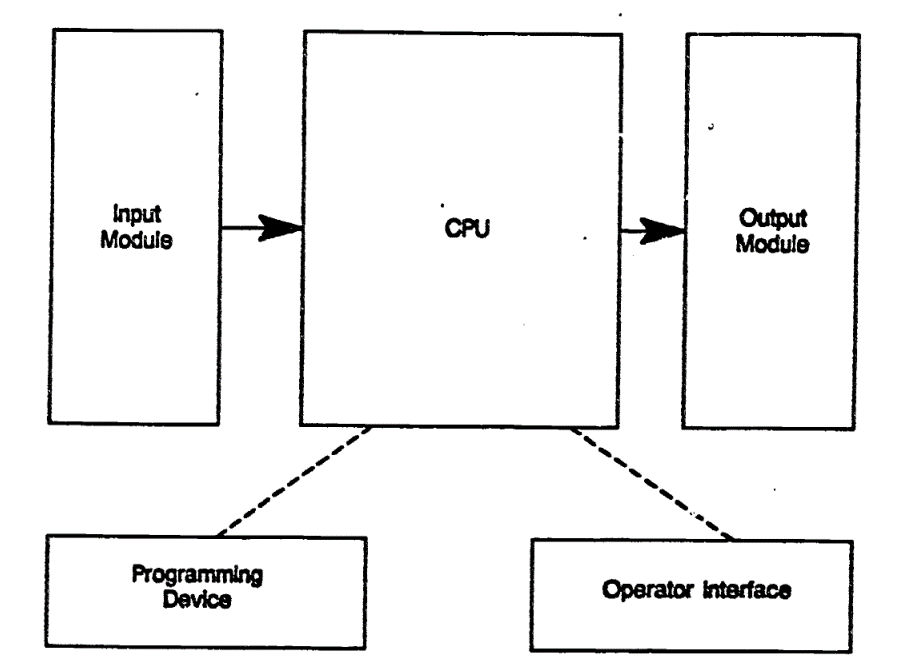 Input
Module
CPU
Output
Module
Programming
Device
Operator Interface